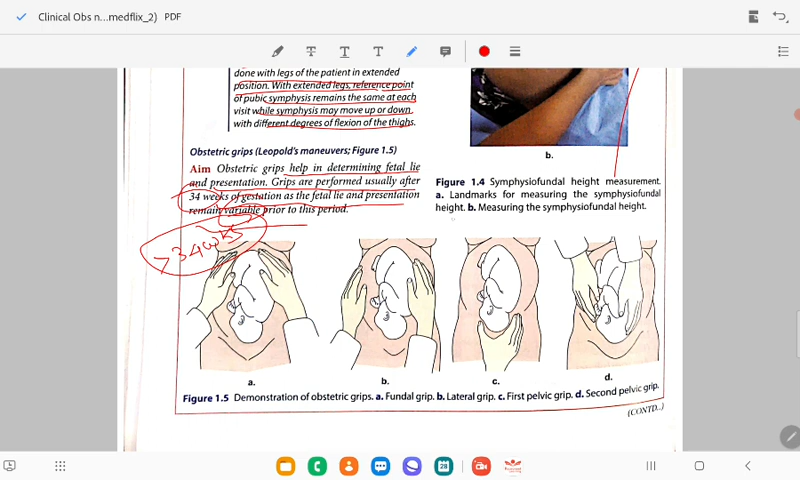 Clinical Obs n...medflix_2) PDF
done with legs of the patient in extended
position. With extended legs, reference point
of pubic symphysis remains the same at each
visit while symphysis may move up or down
with different degrees of flexion of the thighs.
Obstetric grips (Leopold's maneuvers; Figure 1.5)
Aim Obstetric grips help in determining fetal lie
and presentation. Grips are performed usually after
34 weeks of gestation as the fetal lie and presentation
remain variable prior to this period.
>34wks
b.
Figure 1.4 Symphysiofundal height measurement.
a. Landmarks for measuring the symphysiofundal
height. b. Measuring the symphysiofundal height.
a. b. c. d.
Figure 1.5 Demonstration of obstetric grips. a. Fundal grip. b. Lateral grip. c. First pelvic grip. d. Second pelvic grip.
(CONTD..)
28